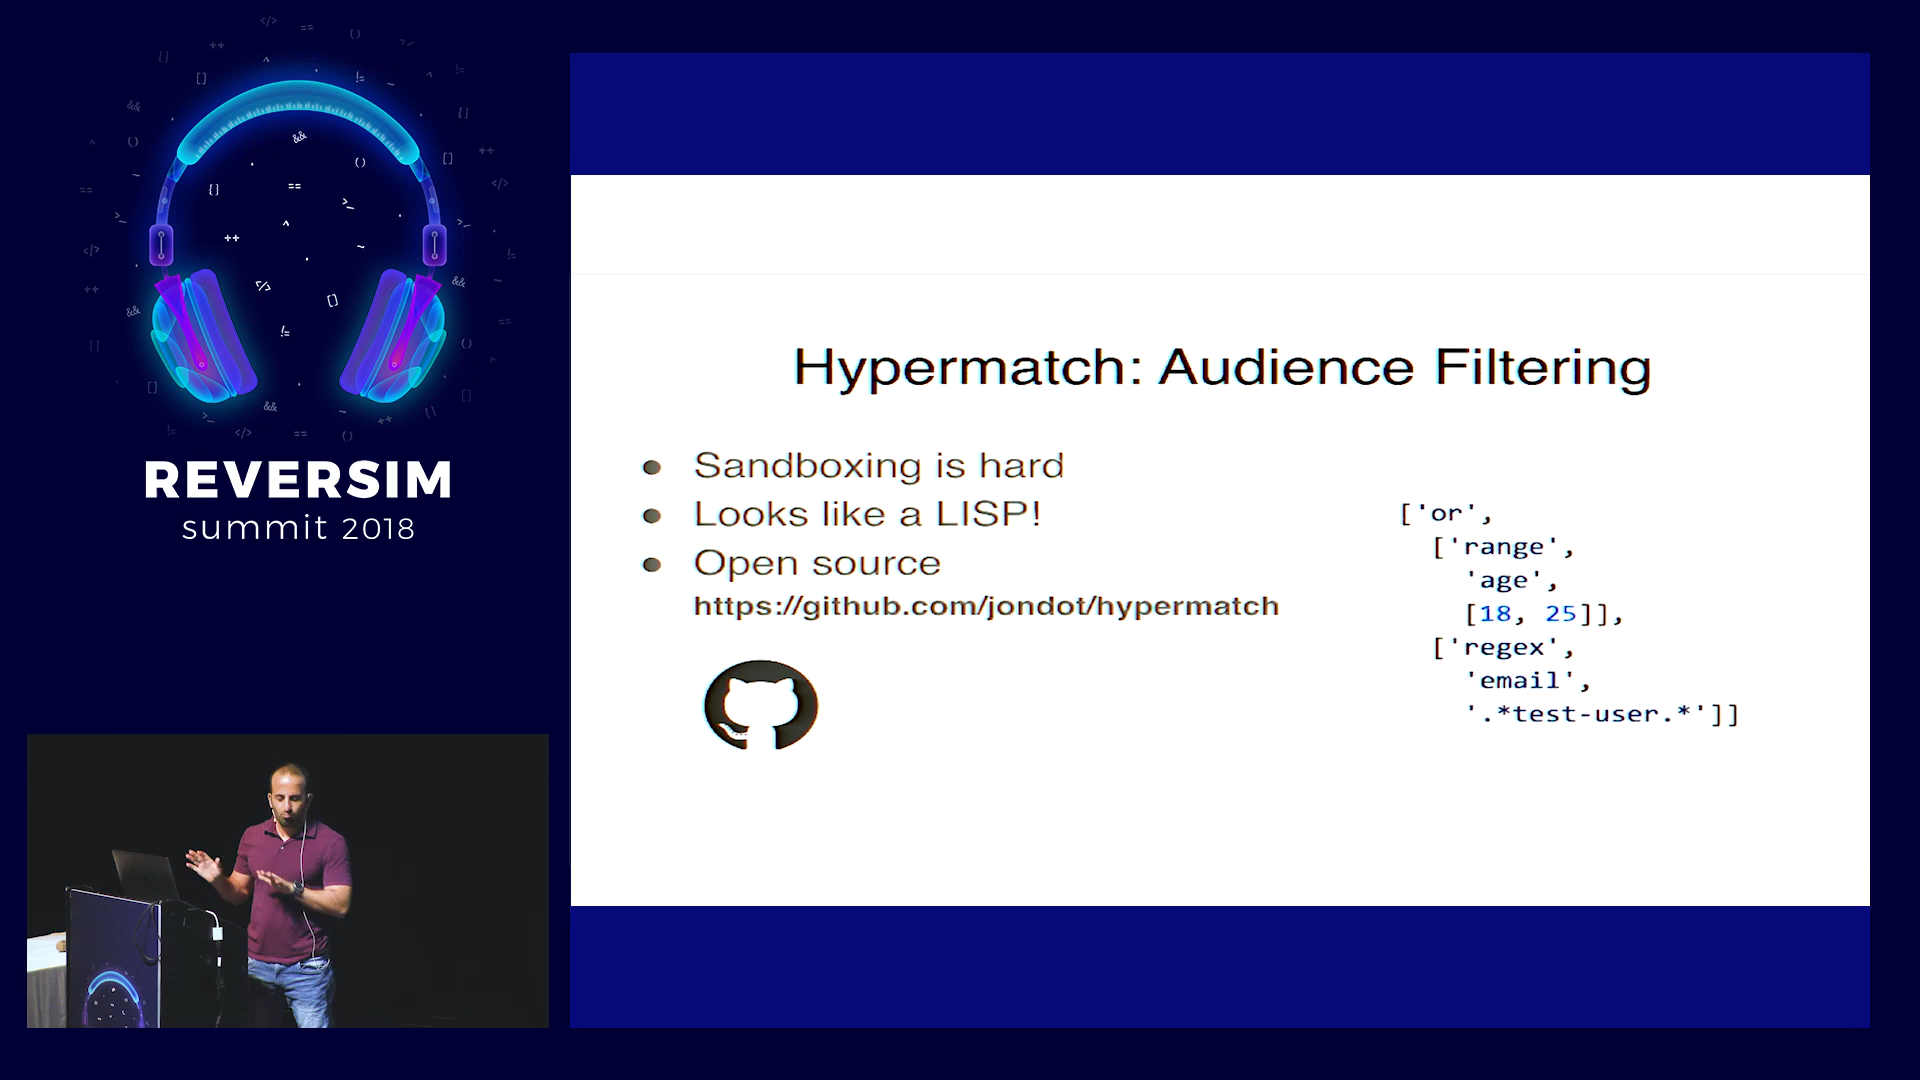 REVERSIM
summit 2018
Hypermatch: Audience Filtering
● Sandboxing is hard
● Looks like a LISP!
● Open source
https://github.com/jondot/hypermatch
['or',
['range',
'age',
[18, 25]],
['regex',
'email',
'.*test-user.*']]